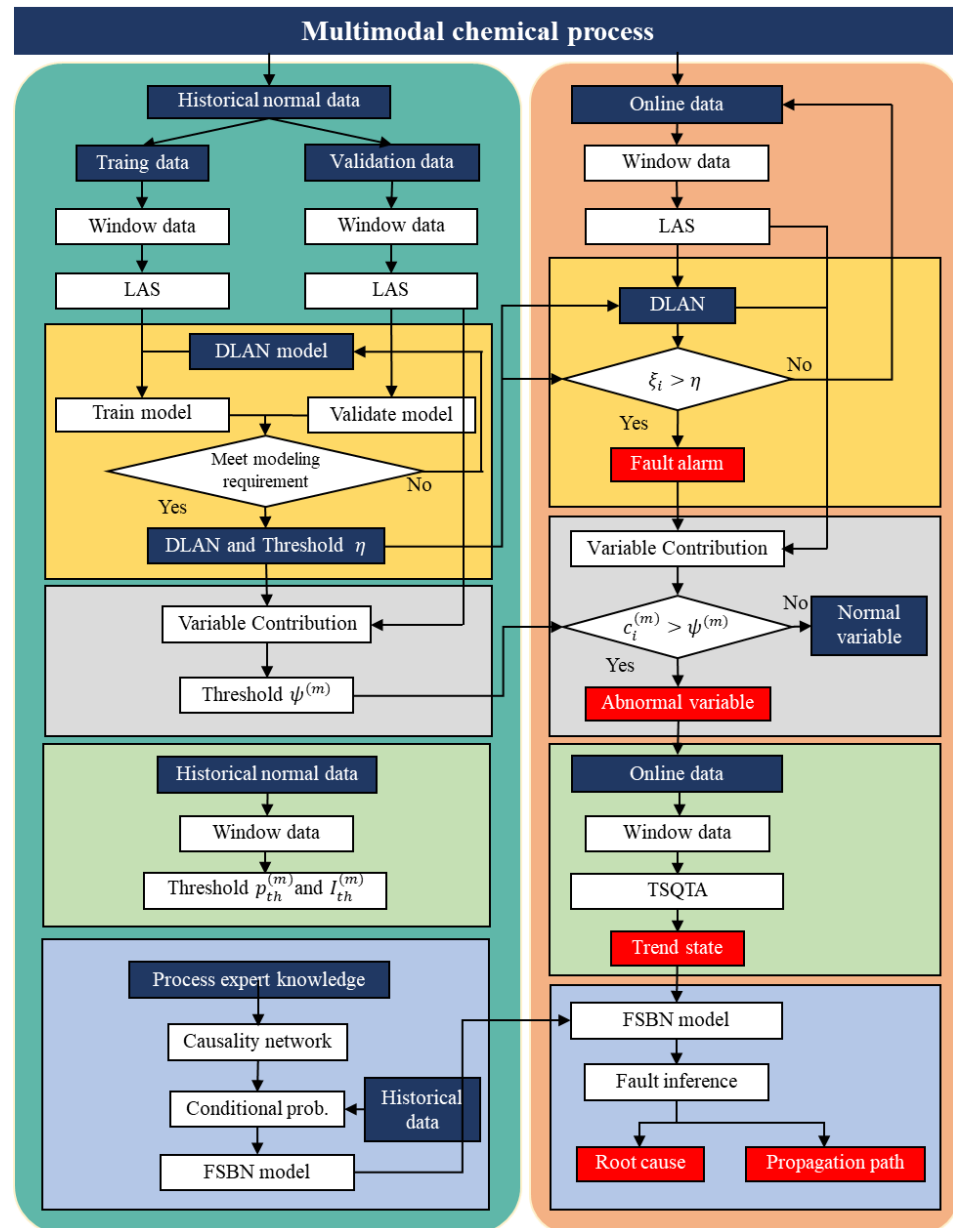 Multimodal chemical process
Historical normal data
Traing data
Validation data
Window data
Window data
LAS
LAS
DLAN model
Train model
Validate model
Meet modeling
requirement
No
Yes
DLAN and Threshold η
Variable Contribution
Threshold ψ^(m)
Historical normal data
Window data
Threshold p_th^(m) and I_th^(m)
Process expert knowledge
Causality network
Conditional prob.
Historical
data
FSBN model
Online data
Window data
LAS
DLAN
ξ_i > η
No
Yes
Fault alarm
Variable Contribution
c_i^(m) > ψ^(m)
No
Normal
variable
Yes
Abnormal variable
Online data
Window data
TSQTA
Trend state
FSBN model
Fault inference
Root cause
Propagation path